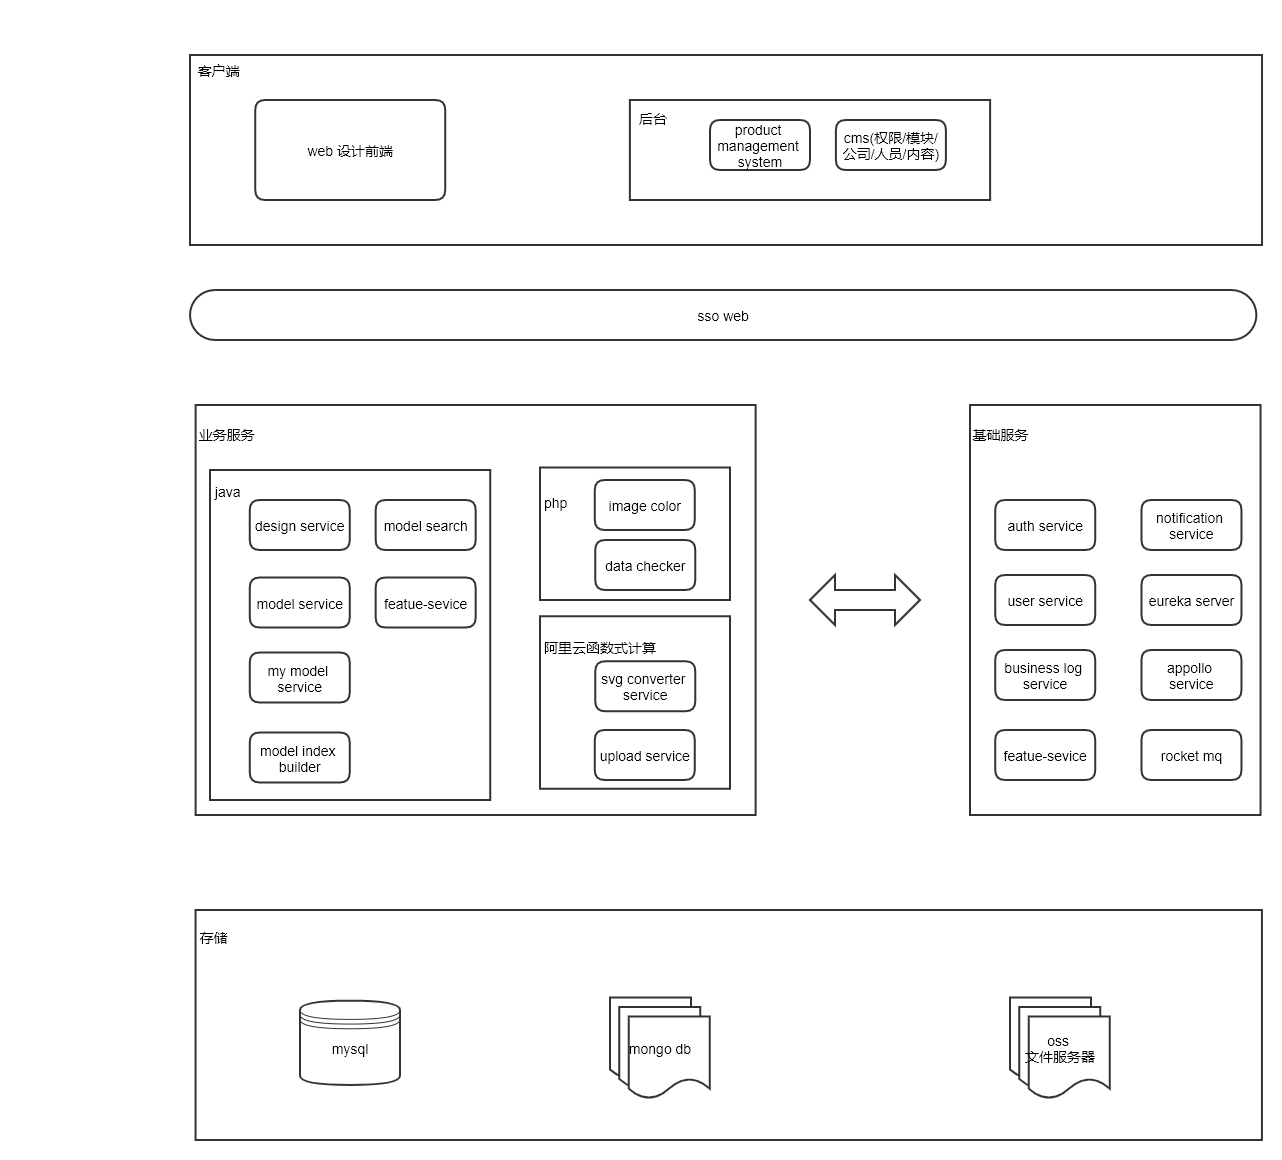 客户端
web 设计前端
后台
product
management
system
cms(权限/模块/
公司/人员/内容)
sso web
业务服务
java
design service
model search
model service
featue-sevice
my model
service
model index
builder
php
image color
data checker
阿里云函数式计算
svg converter
service
upload service
基础服务
auth service
notification
service
user service
eureka server
business log
service
appollo
service
featue-sevice
rocket mq
存储
mysql
mongo db
oss
文件服务器